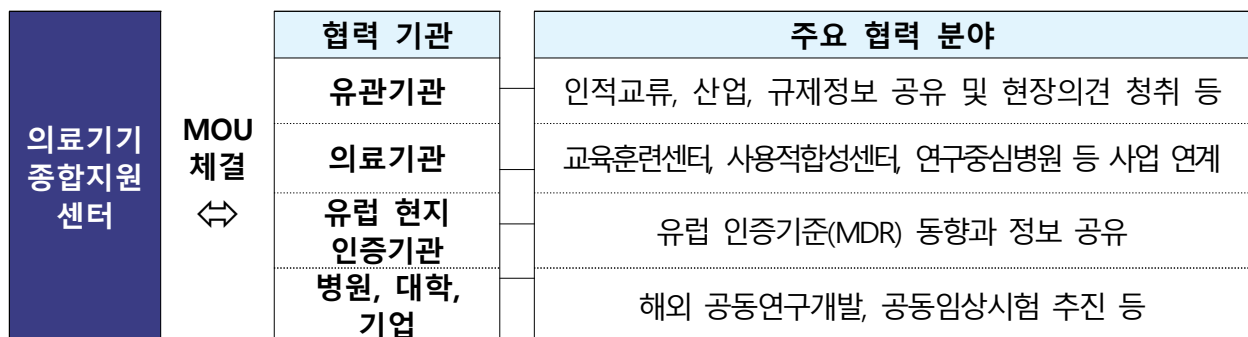 의료기기
종합지원
센터
MOU
체결
⇔
협력 기관
주요 협력 분야
유관기관
인적교류, 산업, 규제정보 공유 및 현장의견 청취 등
의료기관
교육훈련센터, 사용적합성센터, 연구중심병원 등 사업 연계
유럽 현지
인증기관
유럽 인증기준(MDR) 동향과 정보 공유
병원, 대학,
기업
해외 공동연구개발, 공동임상시험 추진 등